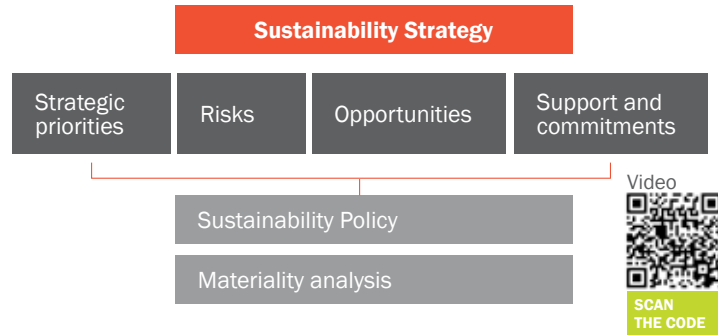 Sustainability Strategy
Strategic
priorities
Risks
Opportunities
Support and
commitments
Sustainability Policy
Materiality analysis
Video
SCAN
THE CODE